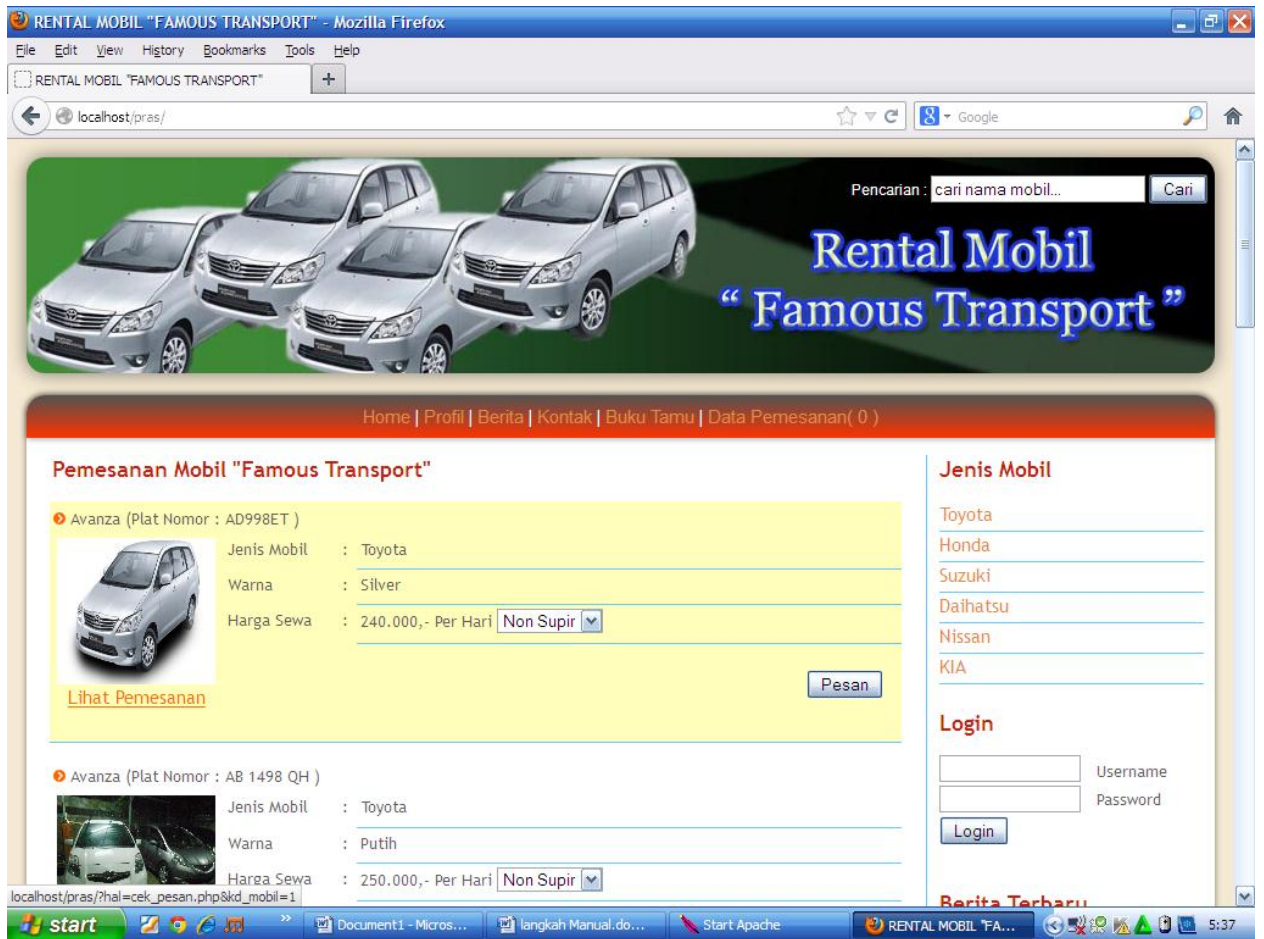 RENTAL MOBIL "FAMOUS TRANSPORT" - Mozilla Firefox
File Edit View History Bookmarks Tools Help
RENTAL MOBIL "FAMOUS TRANSPORT" +
localhost/pras/ Google
Pencarian : cari nama mobil... Cari
Rental Mobil
“ Famous Transport ”
Home | Profil | Berita | Kontak | Buku Tamu | Data Pemesanan( 0 )
Pemesanan Mobil "Famous Transport"
Avanza (Plat Nomor : AD998ET )
Jenis Mobil : Toyota
Warna : Silver
Harga Sewa : 240.000,- Per Hari Non Supir
Lihat Pemesanan
Pesan
Avanza (Plat Nomor : AB 1498 QH )
Jenis Mobil : Toyota
Warna : Putih
Harga Sewa : 250.000,- Per Hari Non Supir
Jenis Mobil
Toyota
Honda
Suzuki
Daihatsu
Nissan
KIA
Login
Username
Password
Login
Berita Terbaru
localhost/pras/?hal=cek_pesan.php&kd_mobil=1
start Document1 - Micros... langkah Manual.do... Start Apache RENTAL MOBIL "FA... 5:37